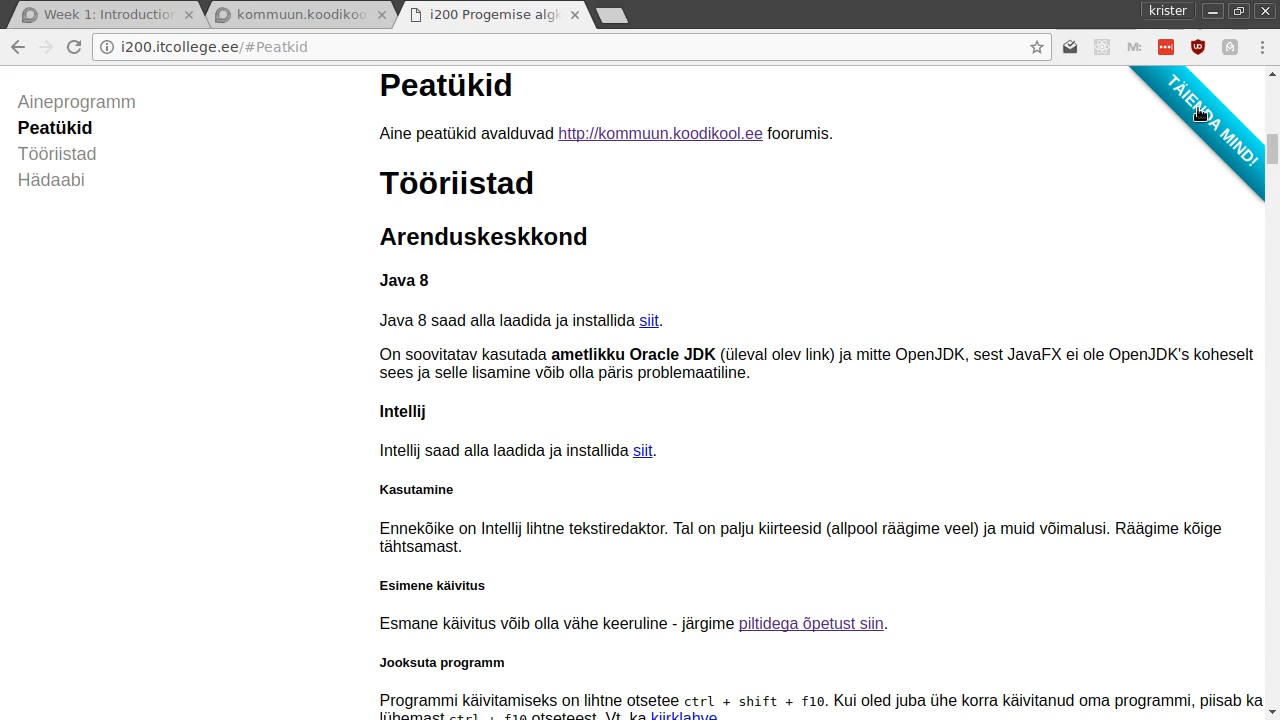 Week 1: Introduction
kommuun.koodikoo
i200 Progemise algk
krister
i200.itcollege.ee/#Peatkid
M:
Aineprogramm
Peatükid
Tööriistad
Hädaabi
TÄIENDA MIND!
Peatükid
Aine peatükid avalduvad http://kommuun.koodikool.ee foorumis.
Tööriistad
Arenduskeskkond
Java 8
Java 8 saad alla laadida ja installida siit.
On soovitatav kasutada ametlikku Oracle JDK (üleval olev link) ja mitte OpenJDK, sest JavaFX ei ole OpenJDK's koheselt
sees ja selle lisamine võib olla päris problemaatiline.
Intellij
Intellij saad alla laadida ja installida siit.
Kasutamine
Ennekõike on Intellij lihtne tekstiredaktor. Tal on palju kiirteesid (allpool räägime veel) ja muid võimalusi. Räägime kõige
tähtsamast.
Esimene käivitus
Esmane käivitus võib olla vähe keeruline - järgime piltidega õpetust siin.
Jooksuta programm
Programmi käivitamiseks on lihtne otsetee ctrl + shift + f10. Kui oled juba ühe korra käivitanud oma programmi, piisab ka
lühemast ctrl + f10 otseteest. Vt. ka kiirklahve.